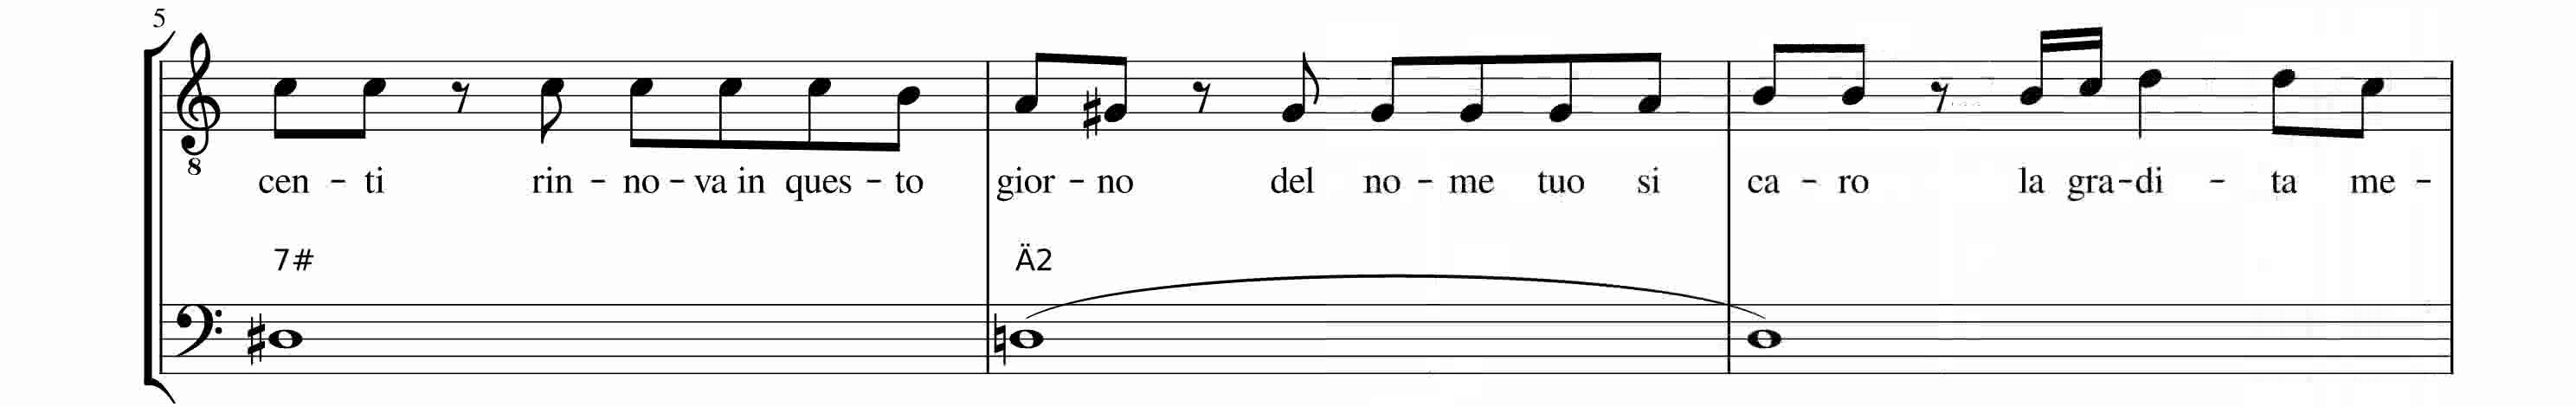 5
8
cen - ti rin - no - va in ques - to gior - no del no - me tuo si ca - ro la gra - di - ta me -
7# Ä2